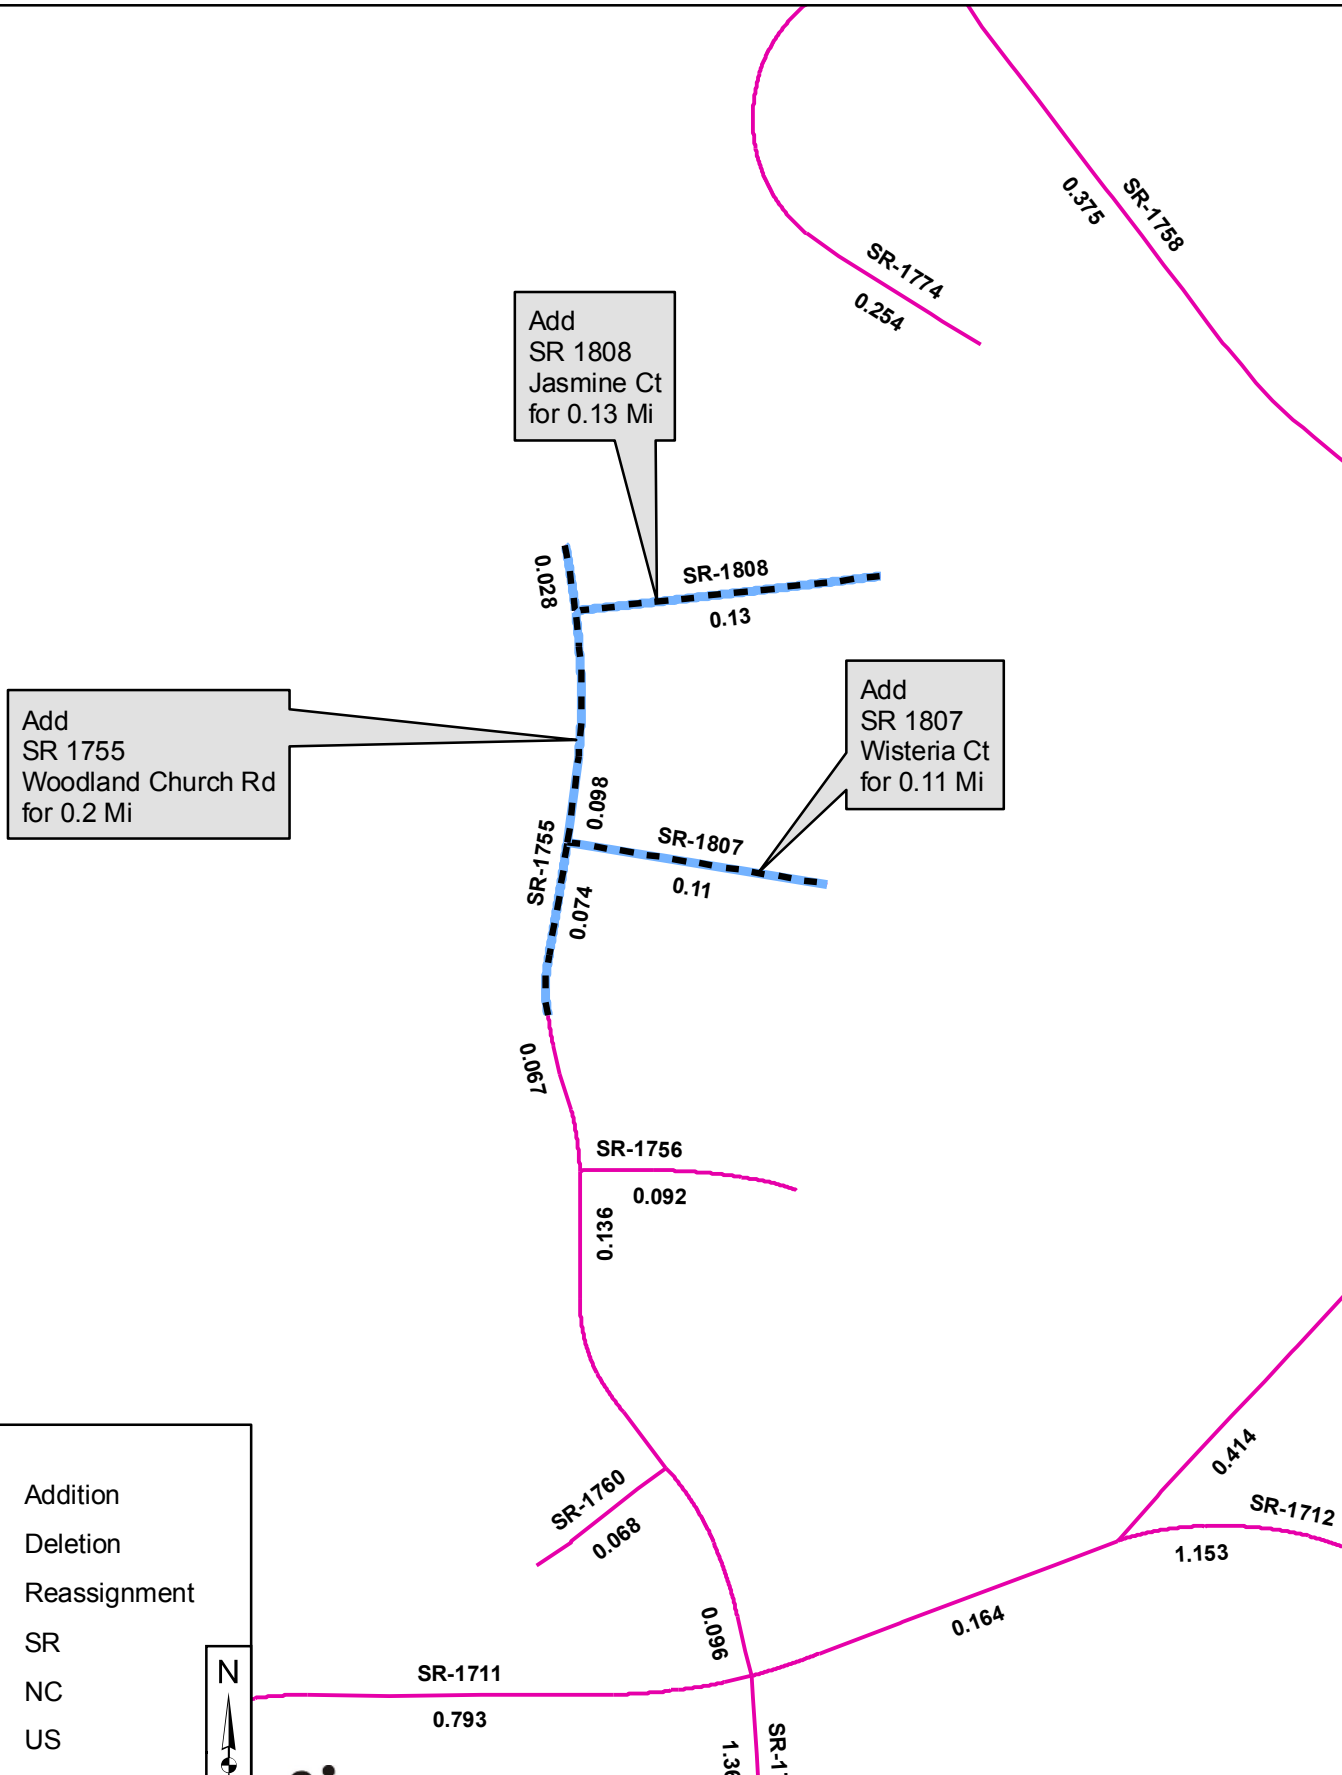 0.375
SR-1758
SR-1774
0.254
Add
SR 1808
Jasmine Ct
for 0.13 Mi
0.028
SR-1808
0.13
Add
SR 1755
Woodland Church Rd
for 0.2 Mi
Add
SR 1807
Wisteria Ct
for 0.11 Mi
0.098
SR-1755
SR-1807
0.11
0.074
0.067
SR-1756
0.092
0.136
0.414
SR-1712
1.153
SR-1760
0.068
0.096
0.164
SR-1711
0.793
Addition
Deletion
Reassignment
SR
NC
US
N